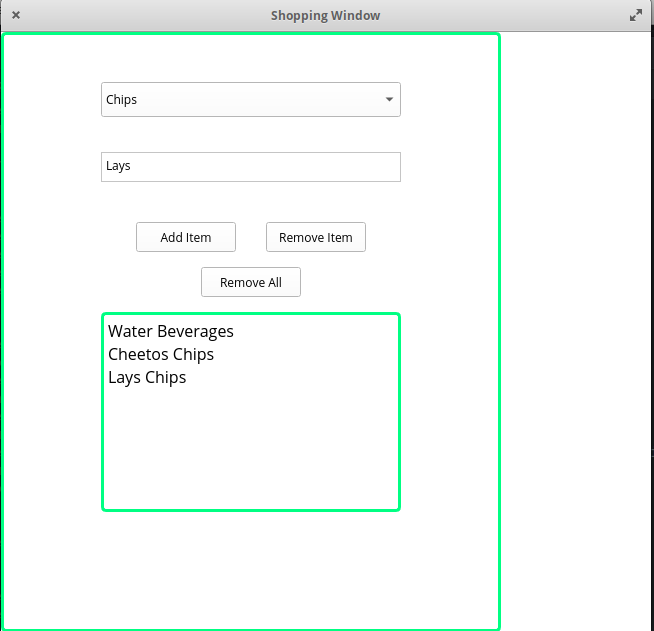 Shopping Window
Chips
Lays
Add Item
Remove Item
Remove All
Water Beverages
Cheetos Chips
Lays Chips